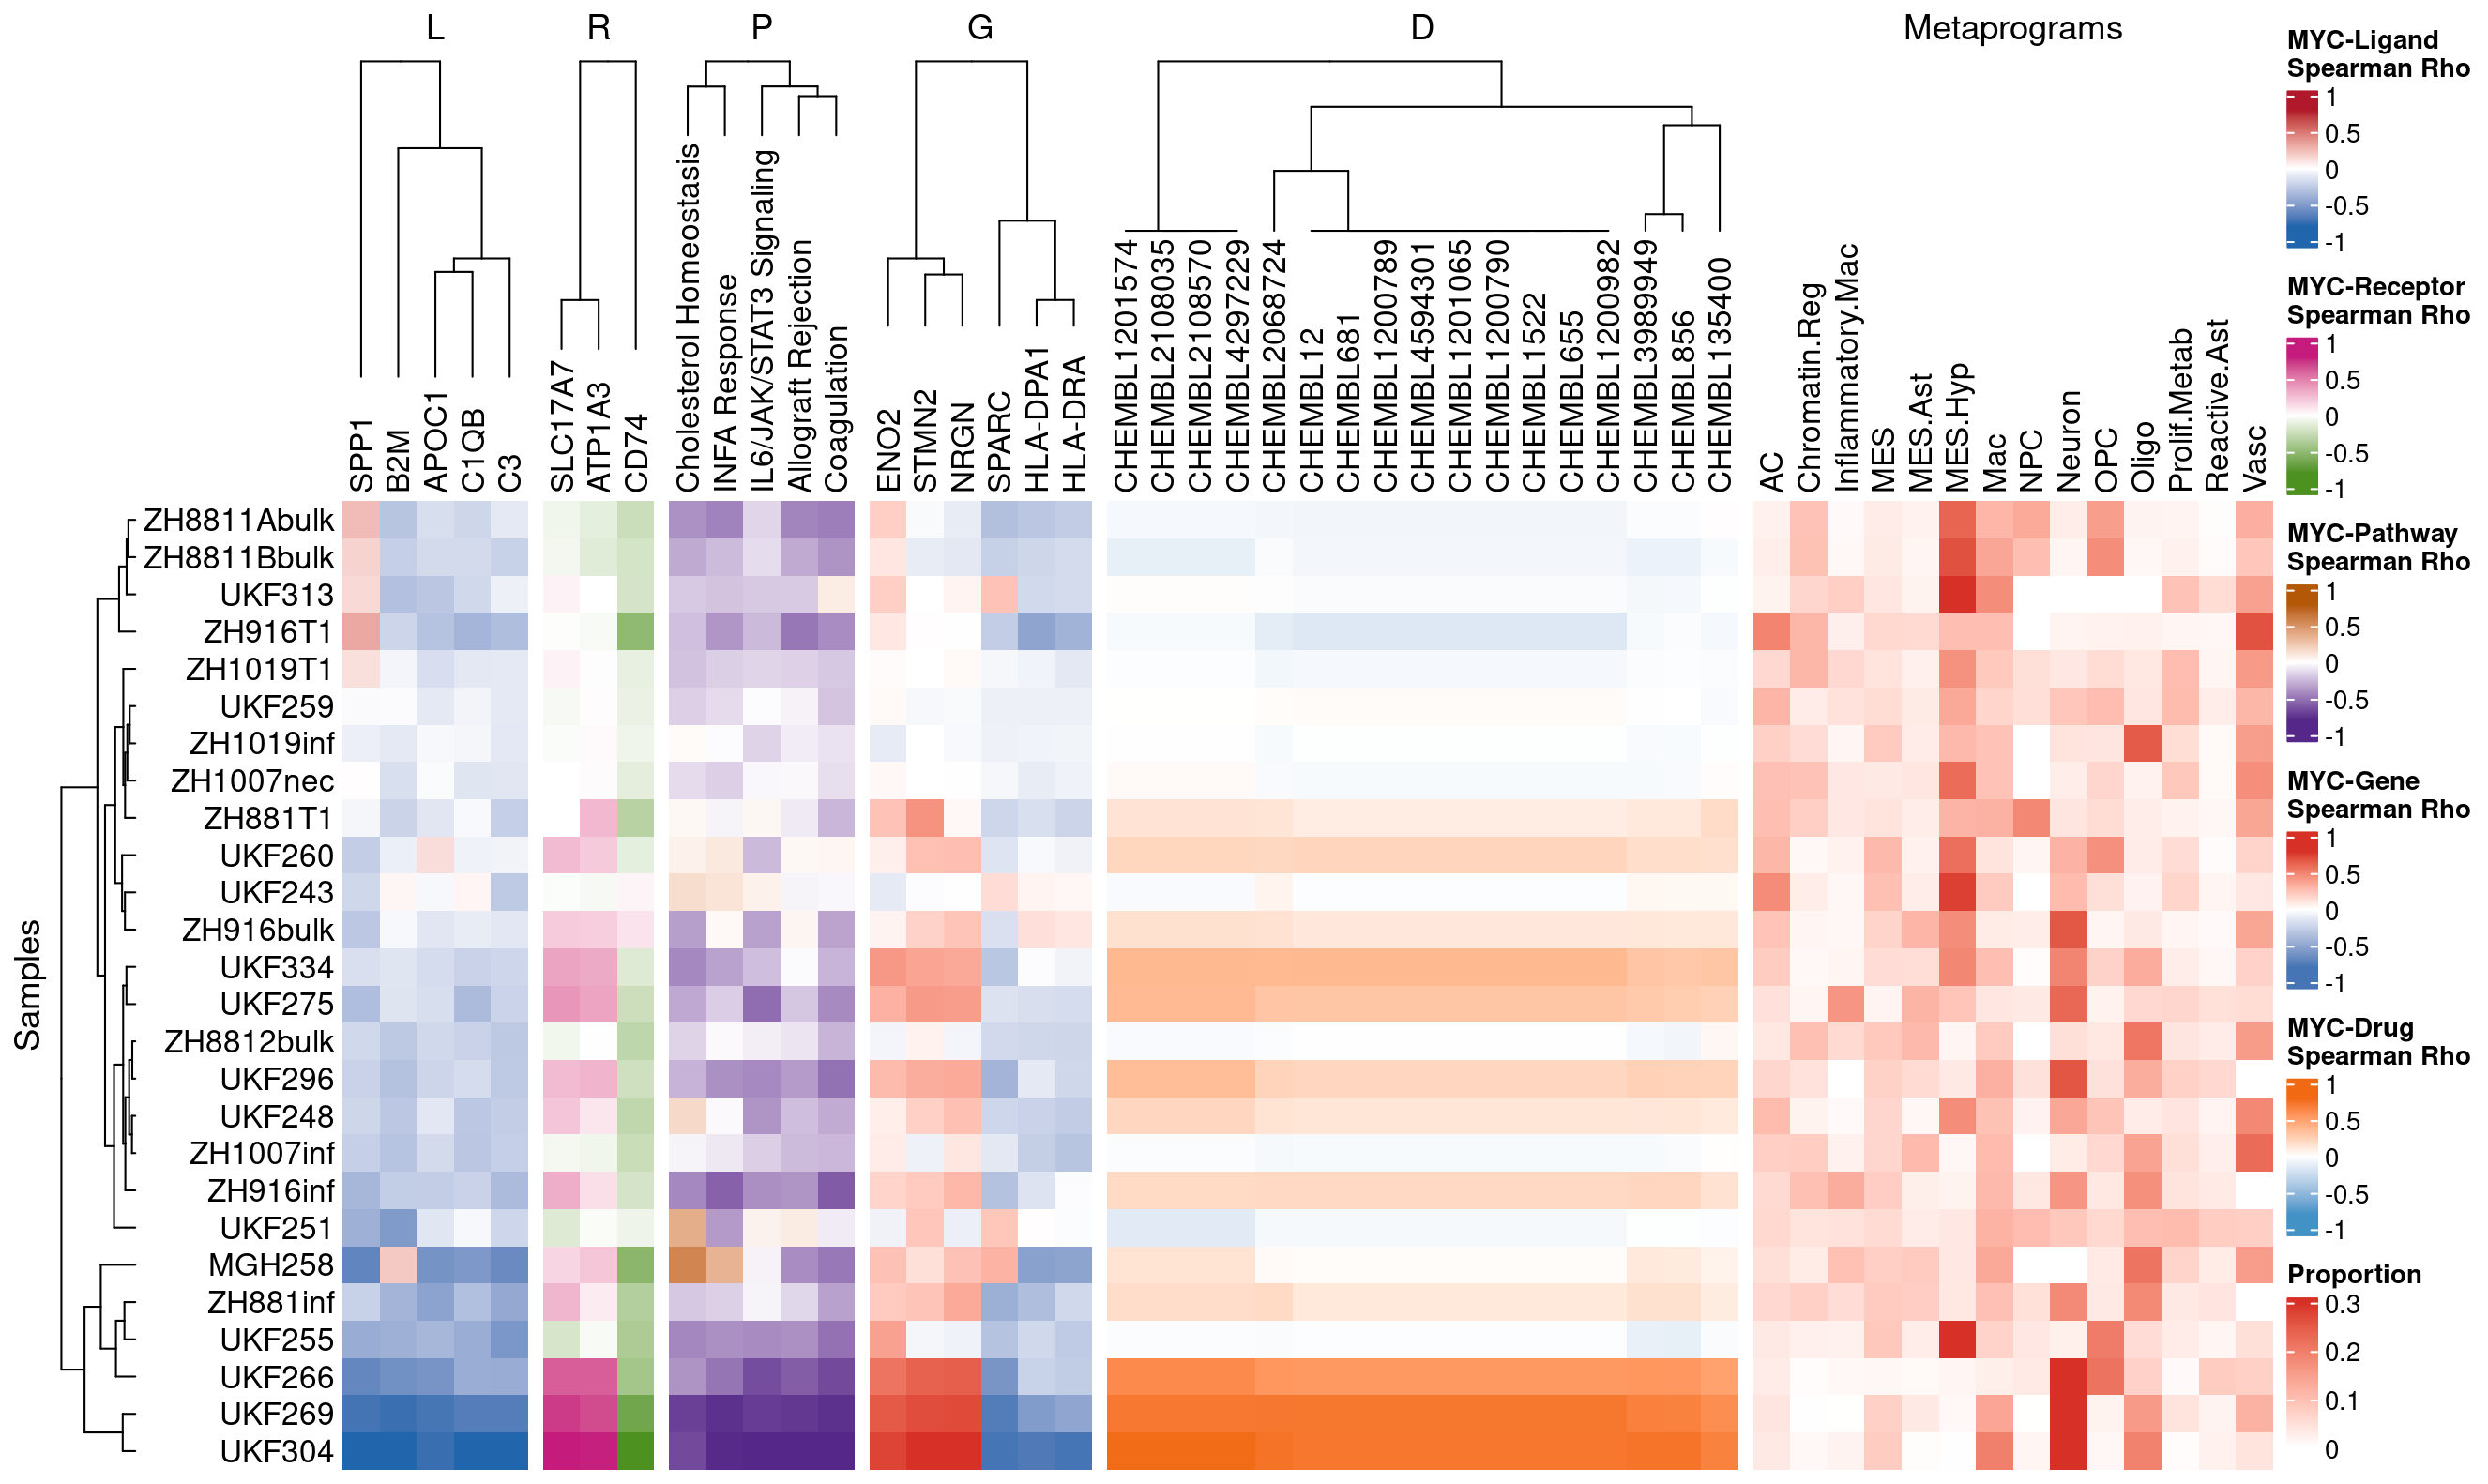 L
R
P
G
D
Metaprograms
SPP1
B2M
APOC1
C1QB
C3
SLC17A7
ATP1A3
CD74
Cholesterol Homeostasis
INFA Response
IL6/JAK/STAT3 Signaling
Allograft Rejection
Coagulation
ENO2
STMN2
NRGN
SPARC
HLA-DPA1
HLA-DRA
CHEMBL1201574
CHEMBL2108035
CHEMBL2108570
CHEMBL4297229
CHEMBL2068724
CHEMBL12
CHEMBL681
CHEMBL1200789
CHEMBL4594301
CHEMBL1201065
CHEMBL1200790
CHEMBL1522
CHEMBL655
CHEMBL1200982
CHEMBL3989949
CHEMBL856
CHEMBL135400
AC
Chromatin.Reg
Inflammatory.Mac
MES
MES.Ast
MES.Hyp
Mac
NPC
Neuron
OPC
Oligo
Prolif.Metab
Reactive.Ast
Vasc
Samples
ZH8811Abulk
ZH8811Bbulk
UKF313
ZH916T1
ZH1019T1
UKF259
ZH1019inf
ZH1007nec
ZH881T1
UKF260
UKF243
ZH916bulk
UKF334
UKF275
ZH8812bulk
UKF296
UKF248
ZH1007inf
ZH916inf
UKF251
MGH258
ZH881inf
UKF255
UKF266
UKF269
UKF304
MYC-Ligand
Spearman Rho
1
0.5
0
-0.5
-1
MYC-Receptor
Spearman Rho
1
0.5
0
-0.5
-1
MYC-Pathway
Spearman Rho
1
0.5
0
-0.5
-1
MYC-Gene
Spearman Rho
1
0.5
0
-0.5
-1
MYC-Drug
Spearman Rho
1
0.5
0
-0.5
-1
Proportion
0.3
0.2
0.1
0